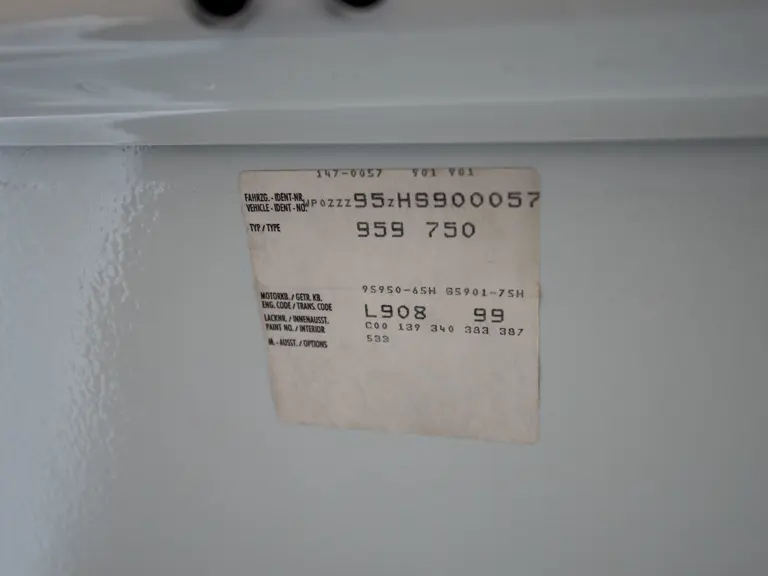 147-0057 901 901
FAHRZG.-IDENT-NR. WP0ZZZ95ZHS900057
VEHICLE-IDENT-NO.
TYP/TYPE 959 750
MOTORKB./GETR.KB. 95950-65H G5901-75H
ENG.CODE/TRANS.CODE
LACKNR./INNENAUSST. L908 99
PAINT NO./INTERIOR C00 139 340 383 387
M.-AUSST./OPTIONS 533